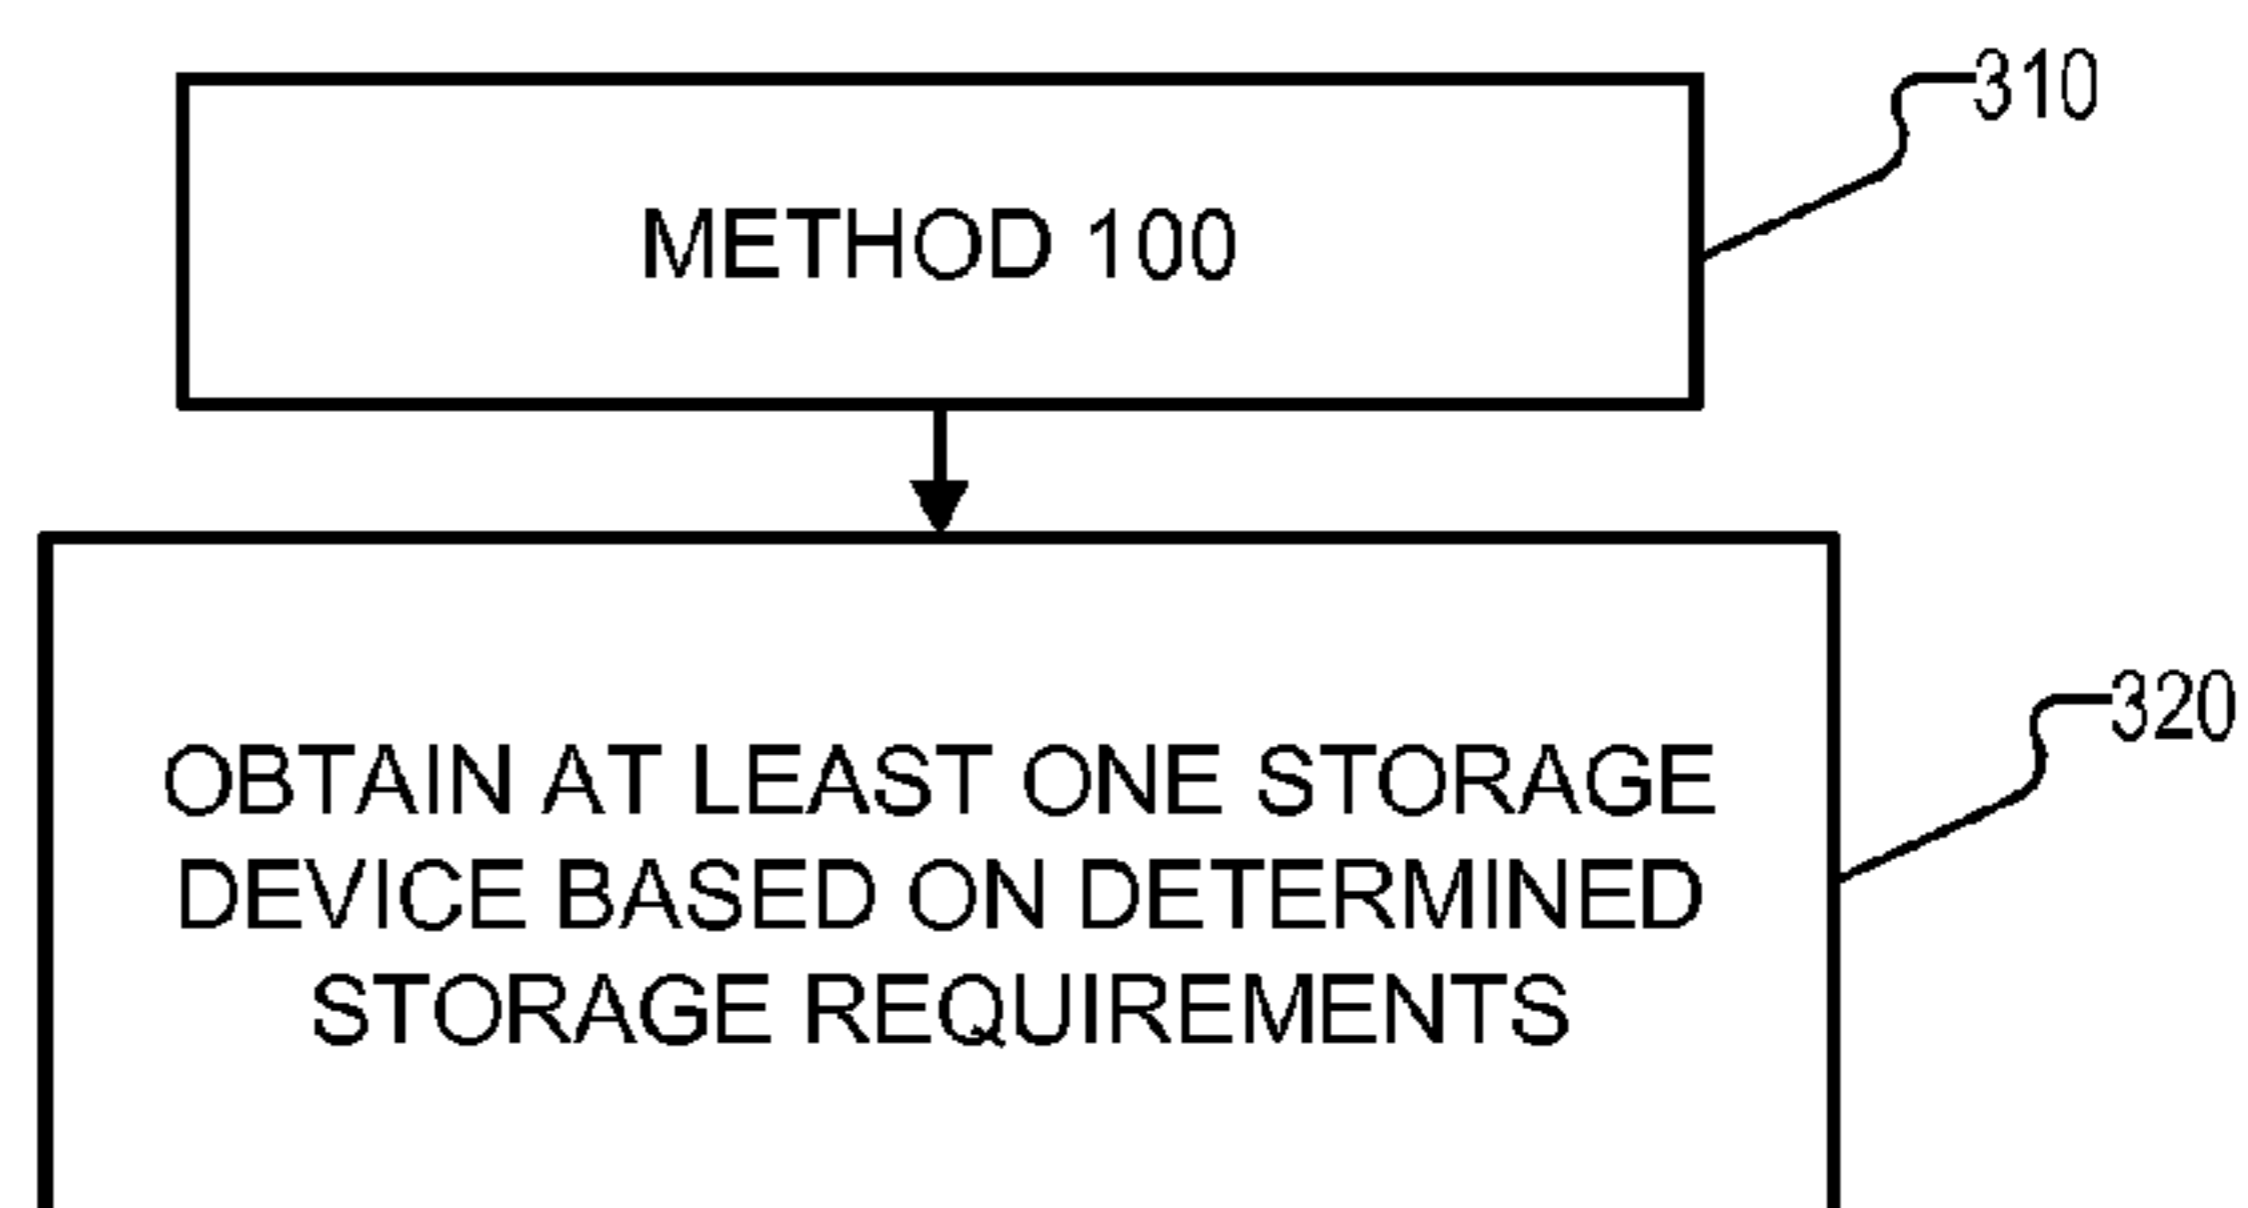 310
METHOD 100
320
OBTAIN AT LEAST ONE STORAGE
DEVICE BASED ON DETERMINED
STORAGE REQUIREMENTS